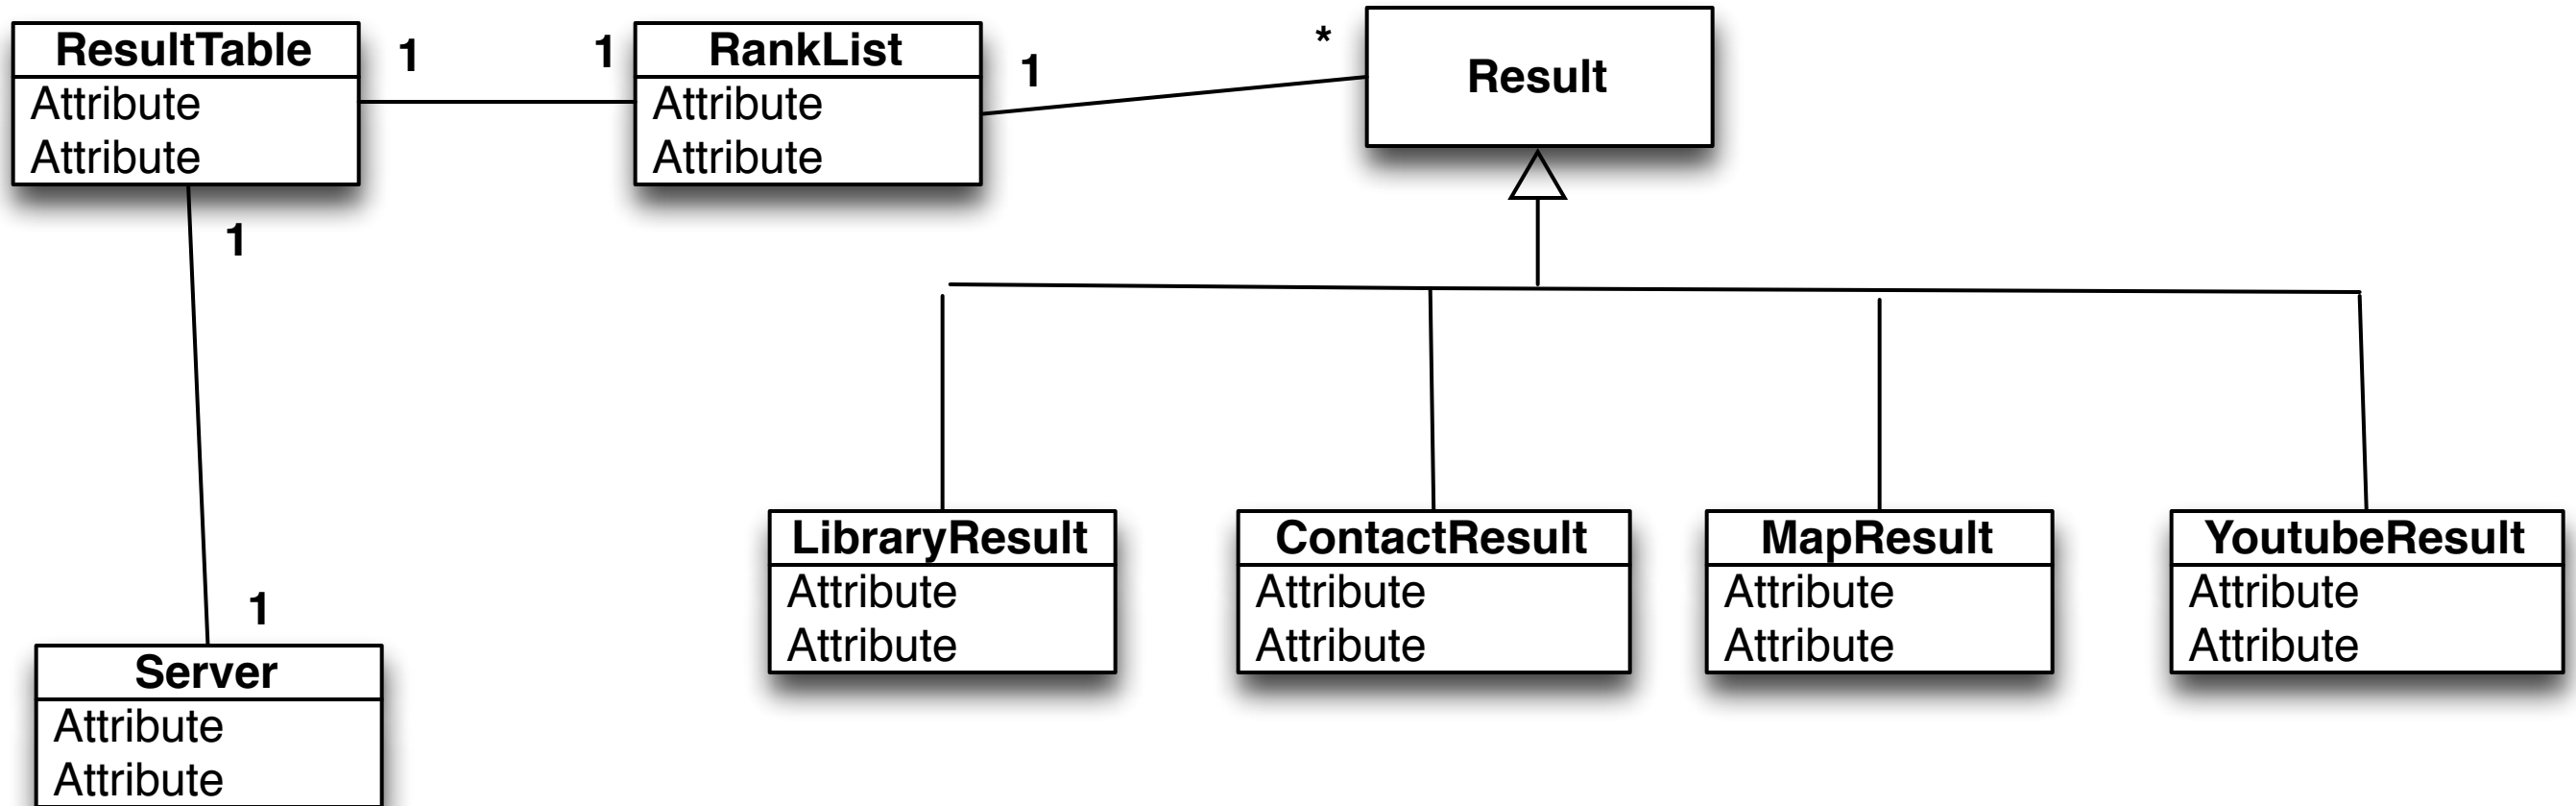 ResultTable
Attribute
Attribute
1
1
RankList
Attribute
Attribute
1
*
Result
1
1
Server
Attribute
Attribute
LibraryResult
Attribute
Attribute
ContactResult
Attribute
Attribute
MapResult
Attribute
Attribute
YoutubeResult
Attribute
Attribute